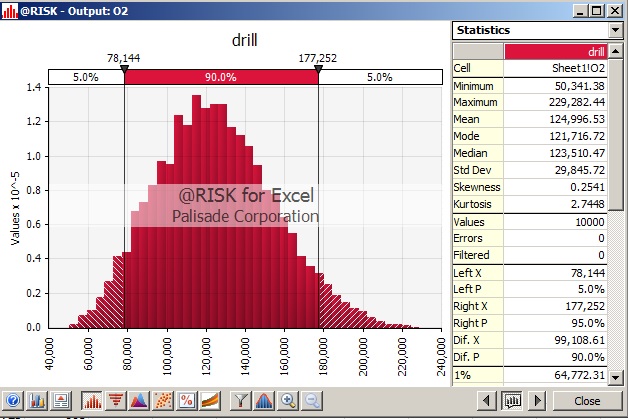 @RISK - Output: O2
drill
78,144 177,252
5.0% 90.0% 5.0%
1.4
1.2
1.0
0.8
0.6
0.4
0.2
0.0
Values x 10^-5
@RISK for Excel
Palisade Corporation
40,000 60,000 80,000 100,000 120,000 140,000 160,000 180,000 200,000 220,000 240,000
Statistics
drill
Cell Sheet1!O2
Minimum 50,341.38
Maximum 229,282.44
Mean 124,996.53
Mode 121,716.72
Median 123,510.47
Std Dev 29,845.72
Skewness 0.2541
Kurtosis 2.7448
Values 10000
Errors 0
Filtered 0
Left X 78,144
Left P 5.0%
Right X 177,252
Right P 95.0%
Dif. X 99,108.61
Dif. P 90.0%
1% 64,772.31
Close